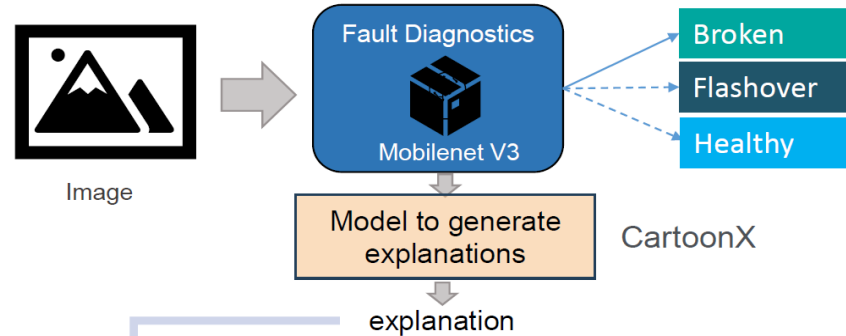 Fault Diagnostics
Mobilenet V3
Broken
Flashover
Healthy
Image
Model to generate
explanations
CartoonX
explanation